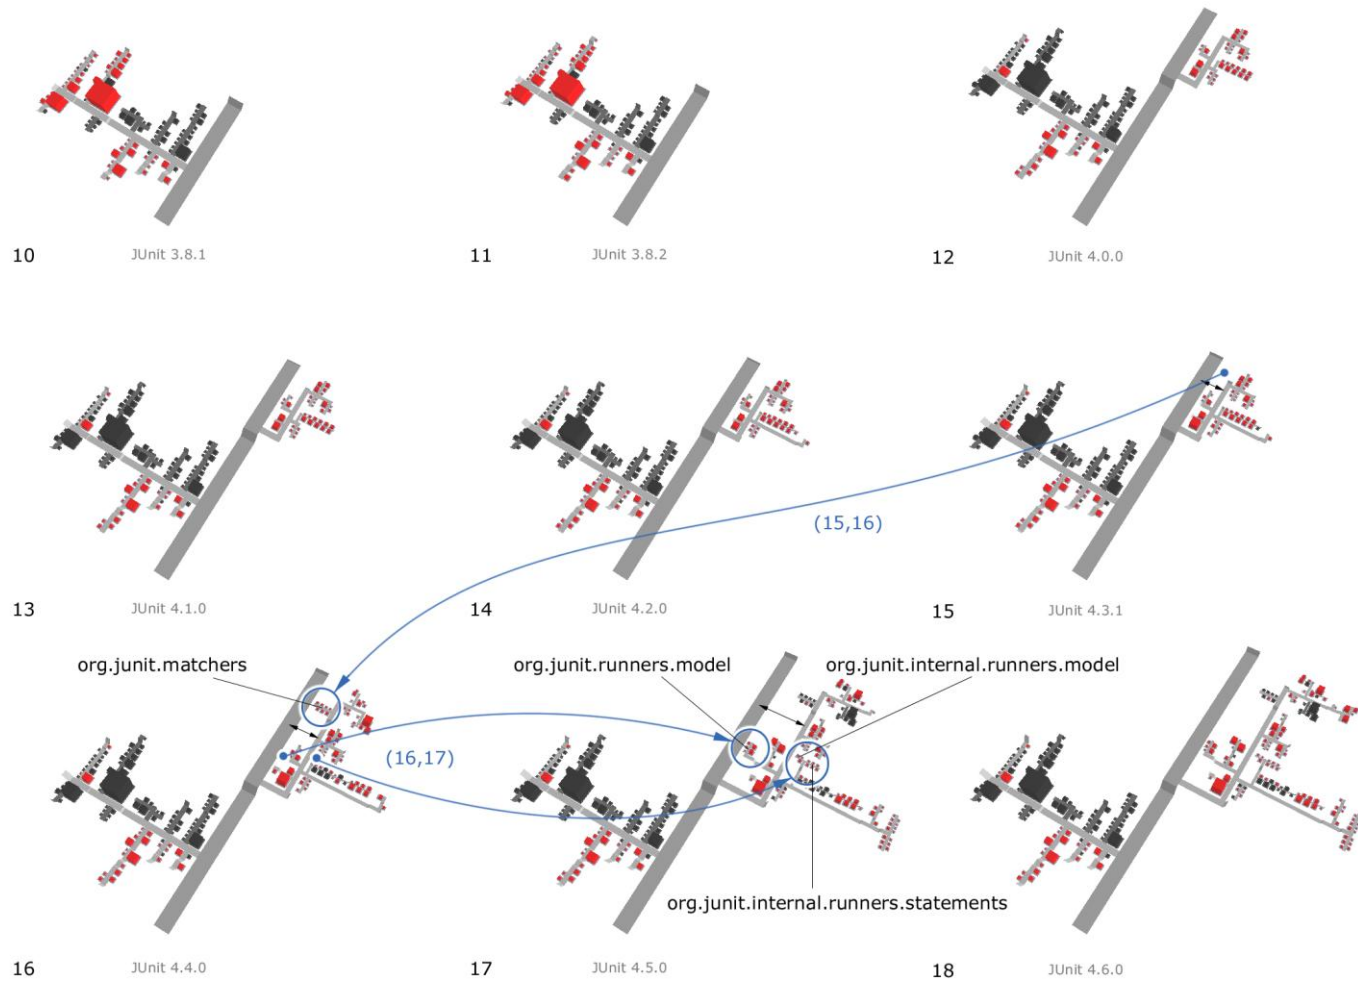 10 JUnit 3.8.1
11 JUnit 3.8.2
12 JUnit 4.0.0
(15,16)
13 JUnit 4.1.0
14 JUnit 4.2.0
15 JUnit 4.3.1
org.junit.matchers
org.junit.runners.model
org.junit.internal.runners.model
(16,17)
org.junit.internal.runners.statements
16 JUnit 4.4.0
17 JUnit 4.5.0
18 JUnit 4.6.0